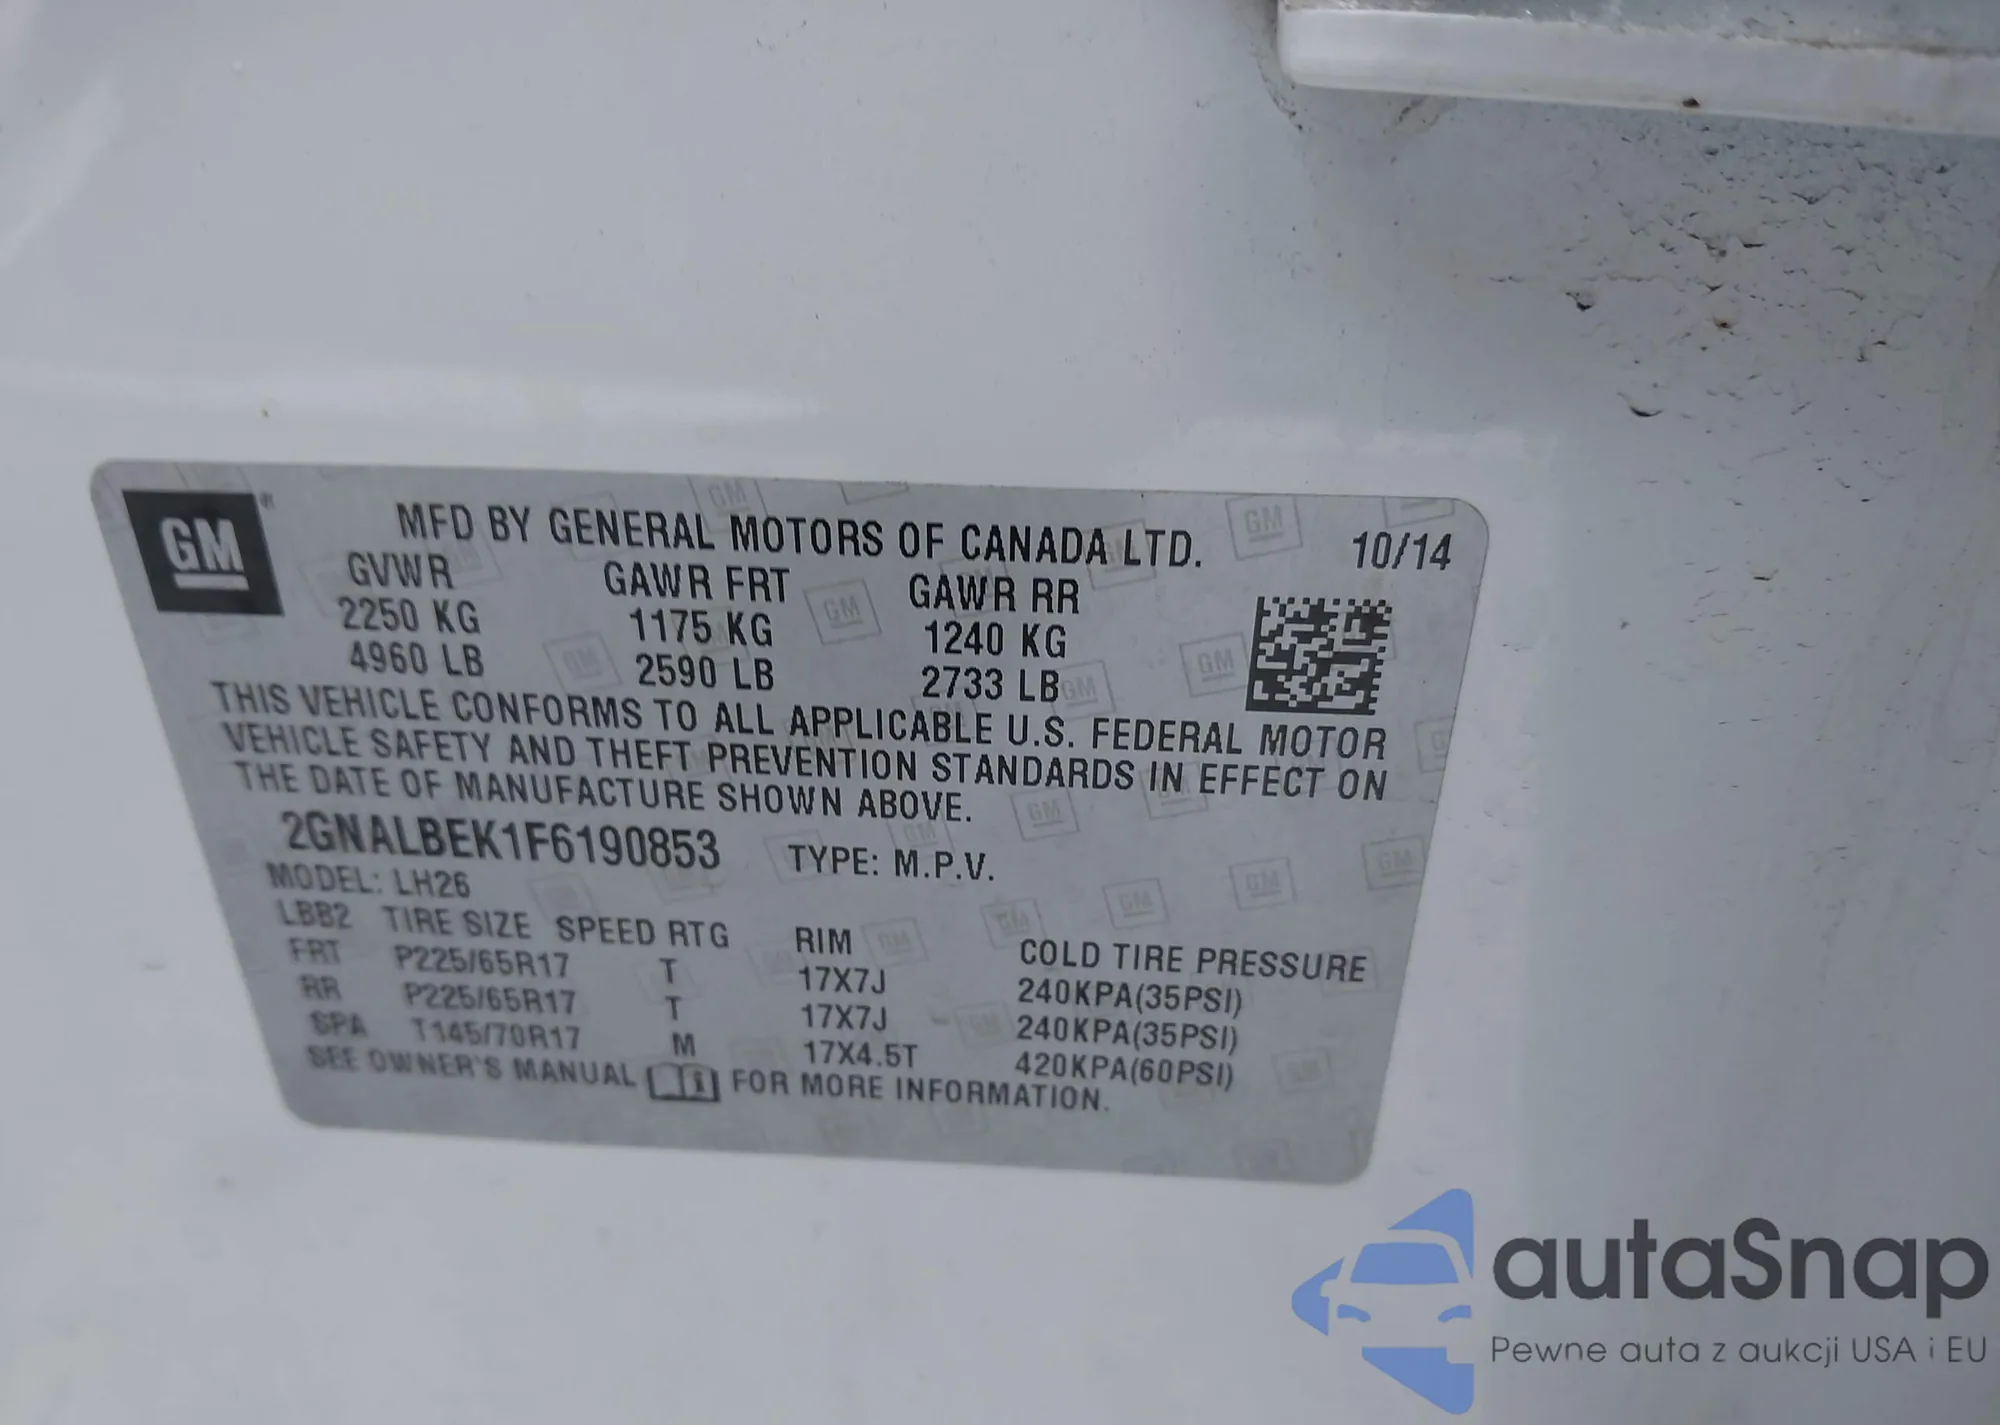 GM
MFD BY GENERAL MOTORS OF CANADA LTD. 10/14
GVWR GAWR FRT GAWR RR
2250 KG 1175 KG 1240 KG
4960 LB 2590 LB 2733 LB
THIS VEHICLE CONFORMS TO ALL APPLICABLE U.S. FEDERAL MOTOR
VEHICLE SAFETY AND THEFT PREVENTION STANDARDS IN EFFECT ON
THE DATE OF MANUFACTURE SHOWN ABOVE.
2GNALBEK1F6190853 TYPE: M.P.V.
MODEL: LH26
LBB2 TIRE SIZE SPEED RTG RIM COLD TIRE PRESSURE
FRT P225/65R17 T 17X7J 240KPA(35PSI)
RR P225/65R17 T 17X7J 240KPA(35PSI)
SPA T145/70R17 M 17X4.5T 420KPA(60PSI)
SEE OWNER'S MANUAL FOR MORE INFORMATION.
autaSnap
Pewne auta z aukcji USA i EU